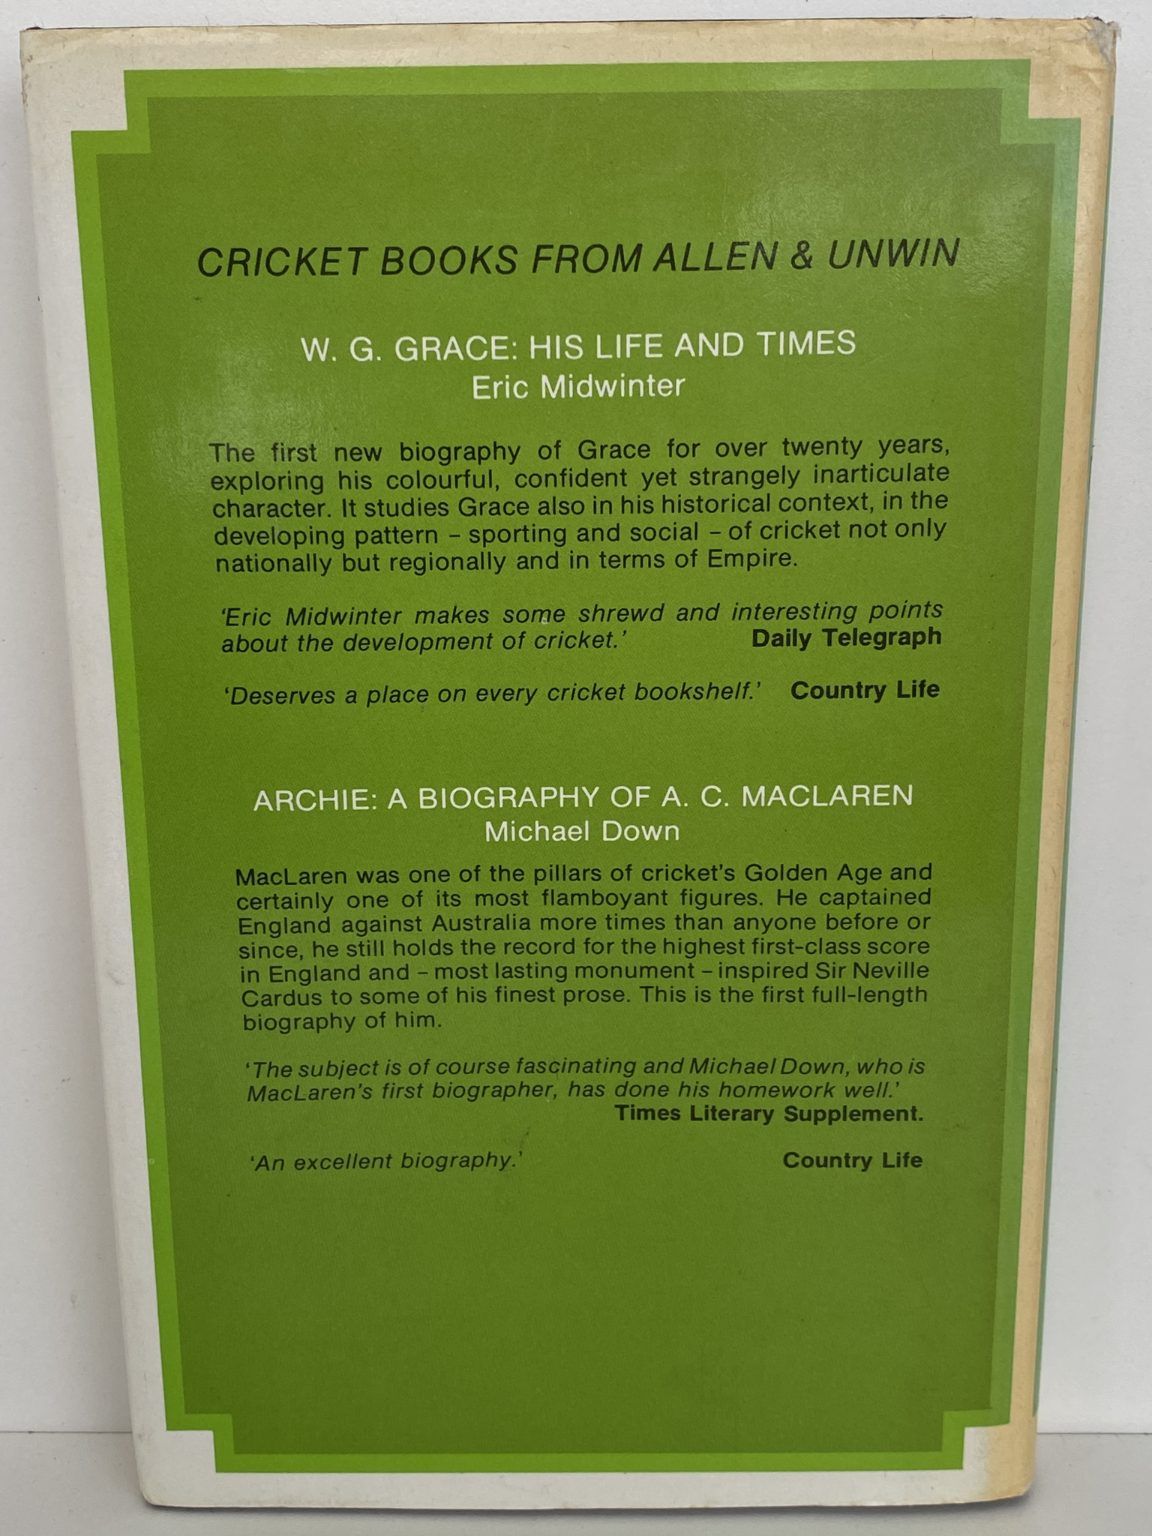 CRICKET BOOKS FROM ALLEN & UNWIN
W. G. GRACE: HIS LIFE AND TIMES
Eric Midwinter
The first new biography of Grace for over twenty years,
exploring his colourful, confident yet strangely inarticulate
character. It studies Grace also in his historical context, in the
developing pattern – sporting and social – of cricket not only
nationally but regionally and in terms of Empire.
‘Eric Midwinter makes some shrewd and interesting points
about the development of cricket.’ Daily Telegraph
‘Deserves a place on every cricket bookshelf.’ Country Life
ARCHIE: A BIOGRAPHY OF A. C. MACLAREN
Michael Down
MacLaren was one of the pillars of cricket's Golden Age and
certainly one of its most flamboyant figures. He captained
England against Australia more times than anyone before or
since, he still holds the record for the highest first-class score
in England and – most lasting monument – inspired Sir Neville
Cardus to some of his finest prose. This is the first full-length
biography of him.
‘The subject is of course fascinating and Michael Down, who is
MacLaren's first biographer, has done his homework well.’
Times Literary Supplement.
‘An excellent biography.’ Country Life